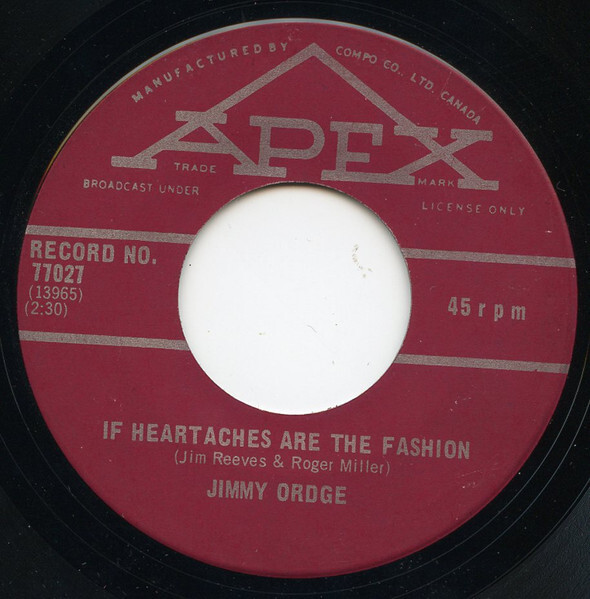 MANUFACTURED BY COMPO CO., LTD. CANADA
APEX
TRADE MARK
BROADCAST UNDER LICENSE ONLY
RECORD NO.
77027
(13965)
(2:30)
45 rpm
IF HEARTACHES ARE THE FASHION
(Jim Reeves & Roger Miller)
JIMMY ORDGE